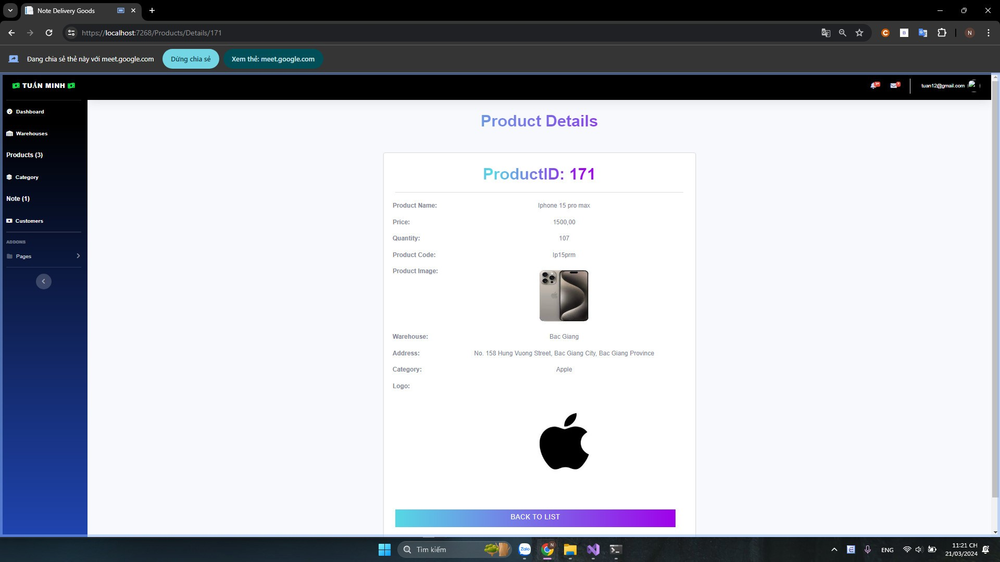 Note Delivery Goods
https://localhost:7268/Products/Details/171
N
Đang chia sẻ thẻ này với meet.google.com
Dừng chia sẻ
Xem thẻ: meet.google.com
TUẤN MINH
3+
7
tuan12@gmail.com
Dashboard
Warehouses
Products (3)
Category
Note (1)
Customers
ADDONS
Pages
Product Details
ProductID: 171
Product Name: Iphone 15 pro max
Price: 1500,00
Quantity: 107
Product Code: Ip15prm
Product Image:
Warehouse: Bac Giang
Address: No. 158 Hung Vuong Street, Bac Giang City, Bac Giang Province
Category: Apple
Logo:
BACK TO LIST
Tìm kiếm
Zalo
N
ENG
11:21 CH
21/03/2024